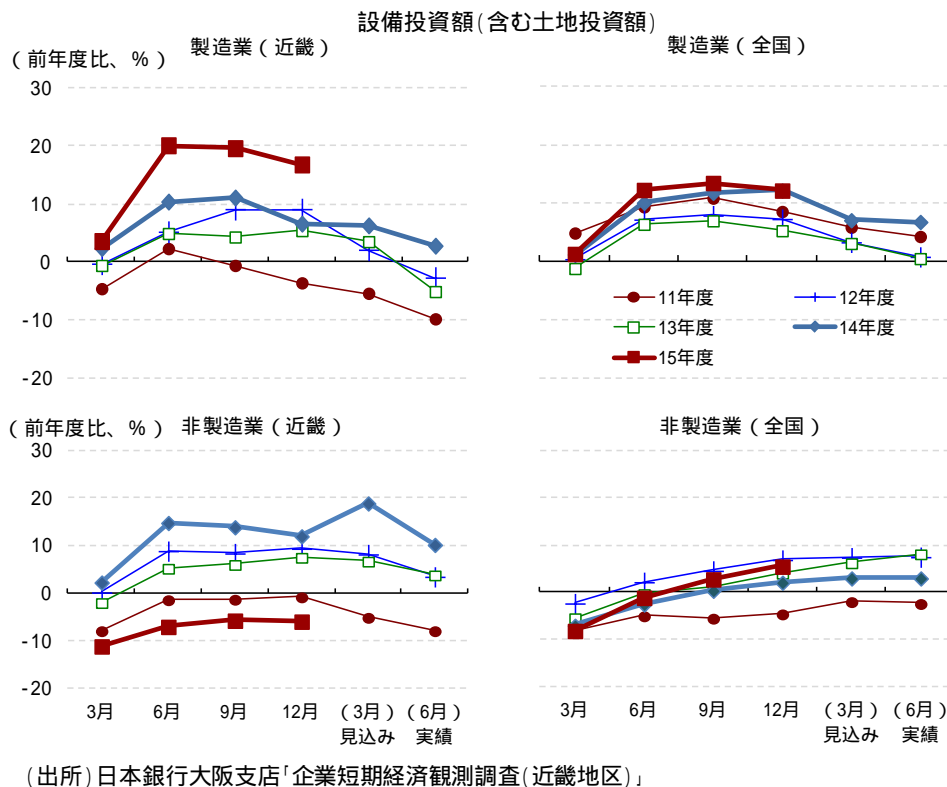 設備投資額(含む土地投資額)
(前年度比、%)
製造業(近畿)
製造業(全国)
30
20
10
0
-10
-20
11年度
12年度
13年度
14年度
15年度
(前年度比、%)
非製造業(近畿)
非製造業(全国)
30
20
10
0
-10
-20
3月
6月
9月
12月
(3月)
見込み
(6月)
実績
3月
6月
9月
12月
(3月)
見込み
(6月)
実績
(出所)日本銀行大阪支店「企業短期経済観測調査(近畿地区)」